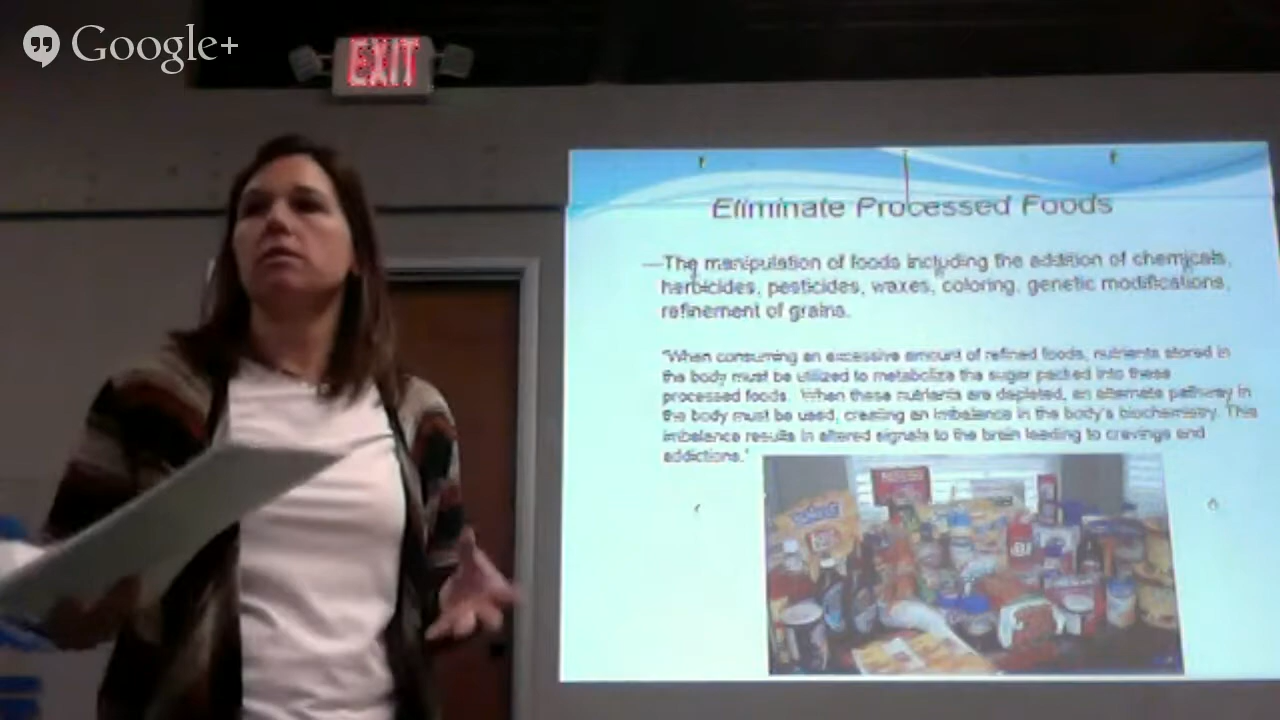 Google+
EXIT
Eliminate Processed Foods
—The manipulation of foods including the addition of chemicals,
herbicides, pesticides, waxes, coloring, genetic modifications,
refinement of grains.
"When consuming an excessive amount of refined foods, nutrients stored in
the body must be utilized to metabolize the sugar packed into these
processed foods. When these nutrients are depleted, an alternate pathway in
the body must be used, creating an imbalance in the body's biochemistry. This
imbalance results in altered signals to the brain leading to cravings and
addictions."